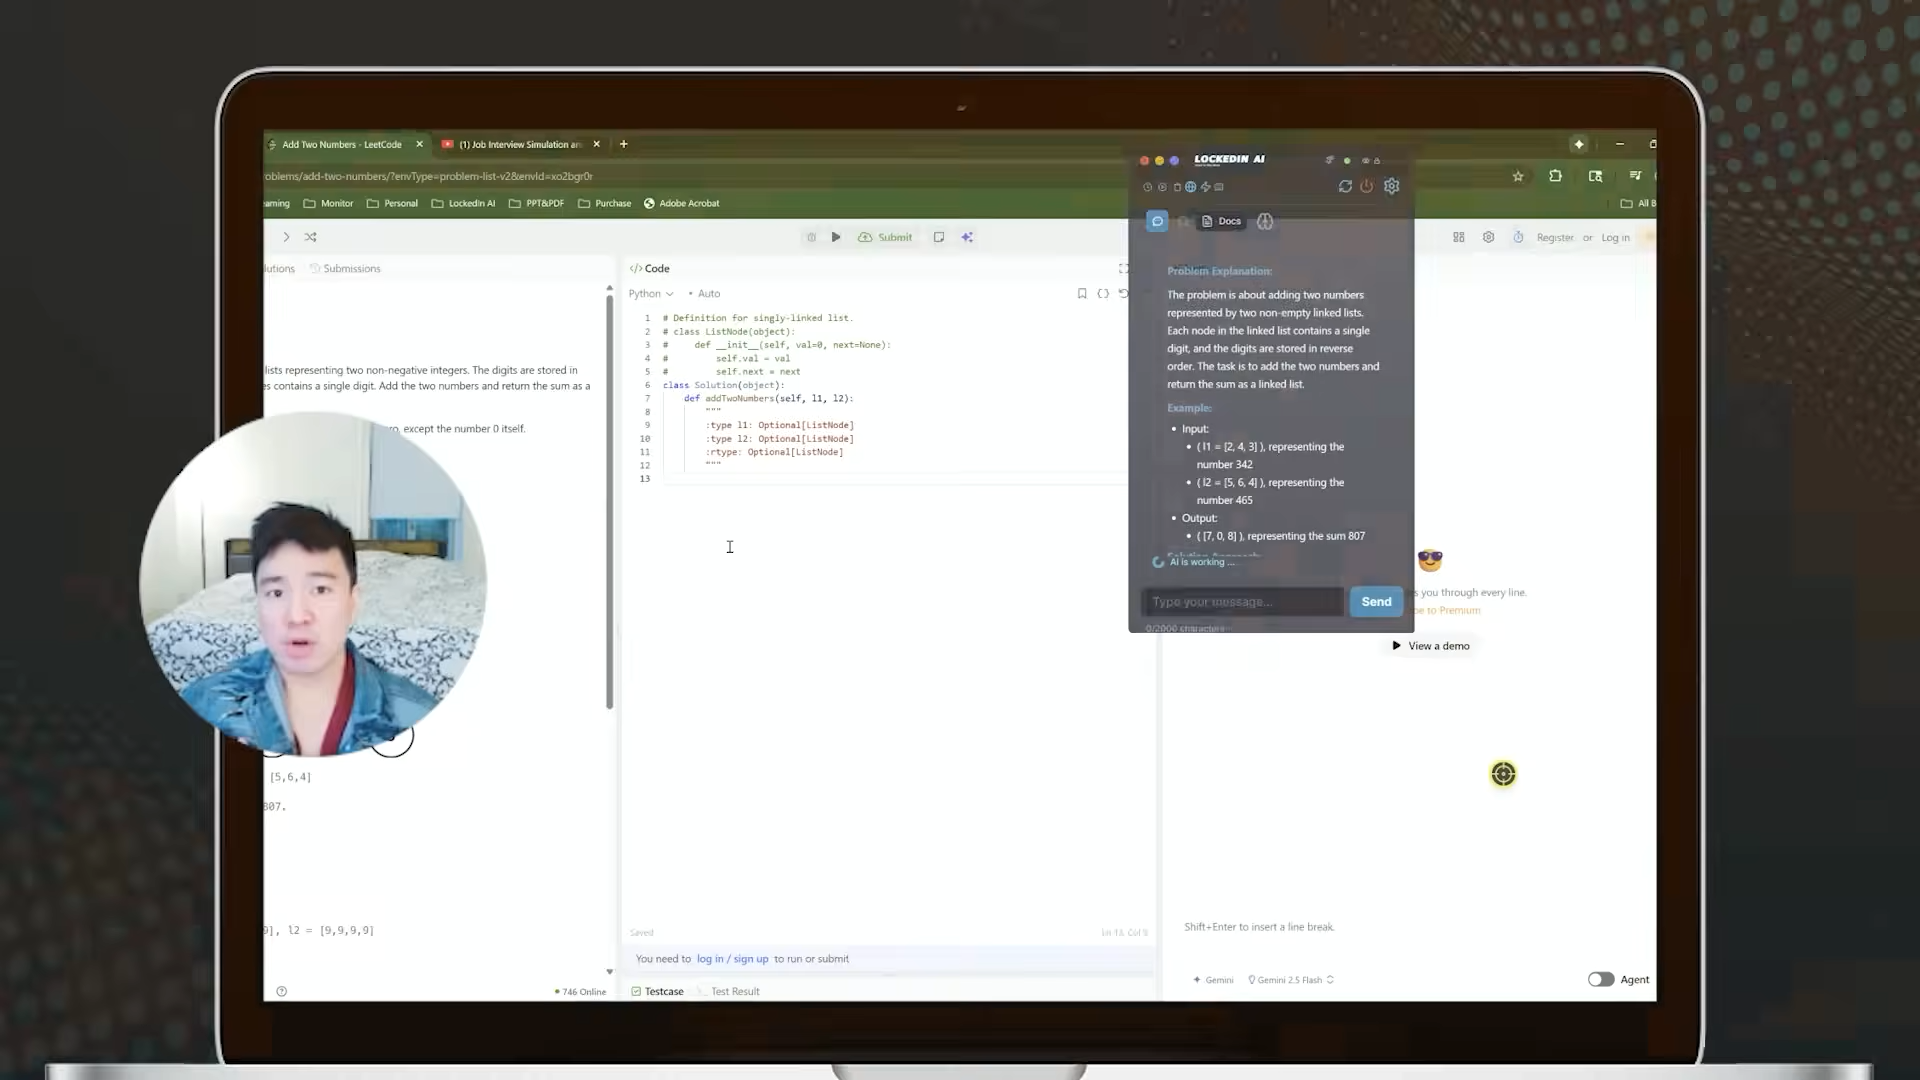 Add Two Numbers - LeetCode
(1) Job Interview Simulation an
oblems/add-two-numbers/?envType=problem-list-v2&envId=xo2bgr0r
eaming
Monitor
Personal
LockedIn AI
PPT&PDF
Purchase
Adobe Acrobat
All B
Submit
Register or Log in
lutions
Submissions
</> Code
Python
Auto
lists representing two non-negative integers. The digits are stored in
es contains a single digit. Add the two numbers and return the sum as a
ro, except the number 0 itself.
[5,6,4]
807.
9], l2 = [9,9,9,9]
746 Online
1 # Definition for singly-linked list.
2 # class ListNode(object):
3 #     def __init__(self, val=0, next=None):
4 #         self.val = val
5 #         self.next = next
6 class Solution(object):
7     def addTwoNumbers(self, l1, l2):
8         """
9         :type l1: Optional[ListNode]
10         :type l2: Optional[ListNode]
11         :rtype: Optional[ListNode]
12         """
13
Saved
Ln 13, Col 9
You need to log in / sign up to run or submit
Testcase
Test Result
LOCKEDIN AI
Docs
Problem Explanation:
The problem is about adding two numbers
represented by two non-empty linked lists.
Each node in the linked list contains a single
digit, and the digits are stored in reverse
order. The task is to add the two numbers and
return the sum as a linked list.
Example:
• Input:
• ( l1 = [2, 4, 3] ), representing the
number 342
• ( l2 = [5, 6, 4] ), representing the
number 465
• Output:
• ( [7, 0, 8] ), representing the sum 807
Solution Approach:
AI is working ...
Type your message...
Send
0/2000 characters
s you through every line.
be to Premium
View a demo
Shift+Enter to insert a line break.
Gemini
Gemini 2.5 Flash
Agent